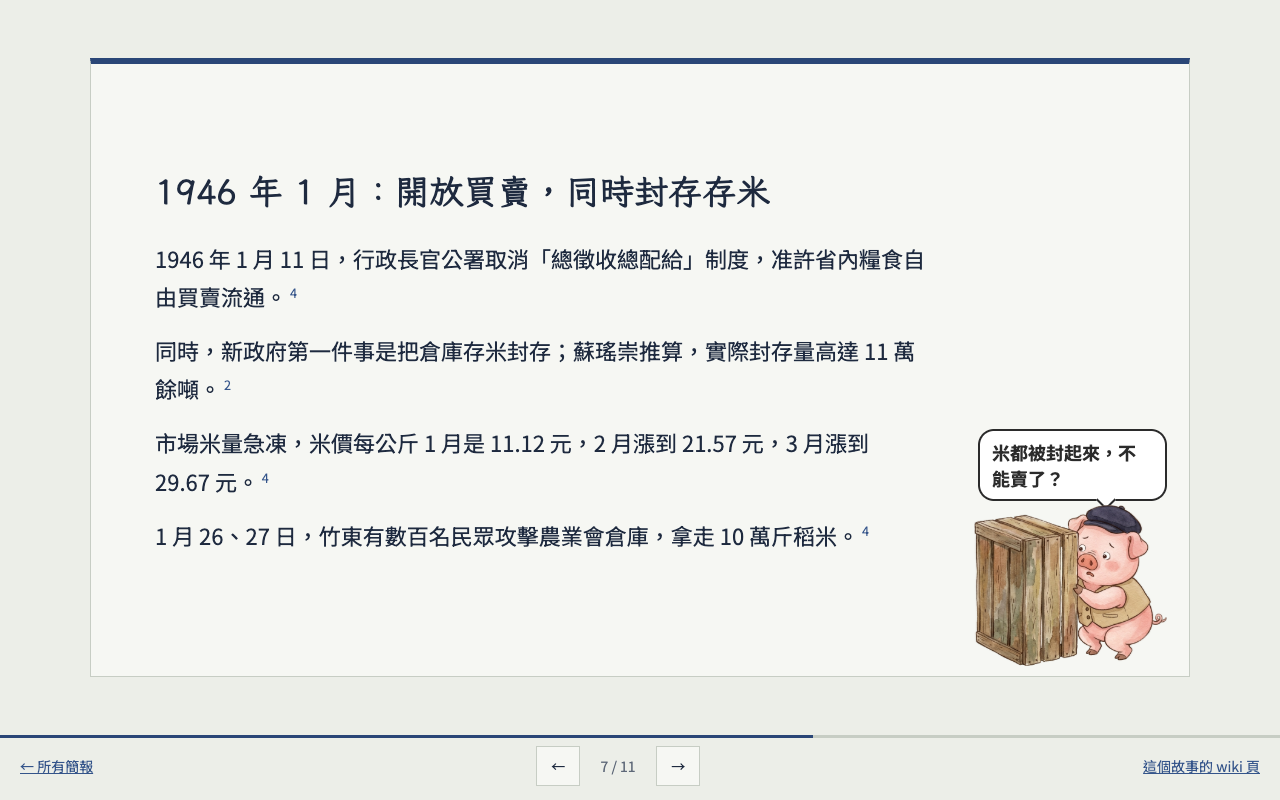 1946 年 1 月：開放買賣，同時封存存米
1946 年 1 月 11 日，行政長官公署取消「總徵收總配給」制度，准許省內糧食自
由買賣流通。 4
同時，新政府第一件事是把倉庫存米封存；蘇瑤崇推算，實際封存量高達 11 萬
餘噸。 2
市場米量急凍，米價每公斤 1 月是 11.12 元，2 月漲到 21.57 元，3 月漲到
29.67 元。 4
1 月 26、27 日，竹東有數百名民眾攻擊農業會倉庫，拿走 10 萬斤稻米。 4
米都被封起來，不
能賣了？
← 所有簡報
←
7 / 11
→
這個故事的 wiki 頁